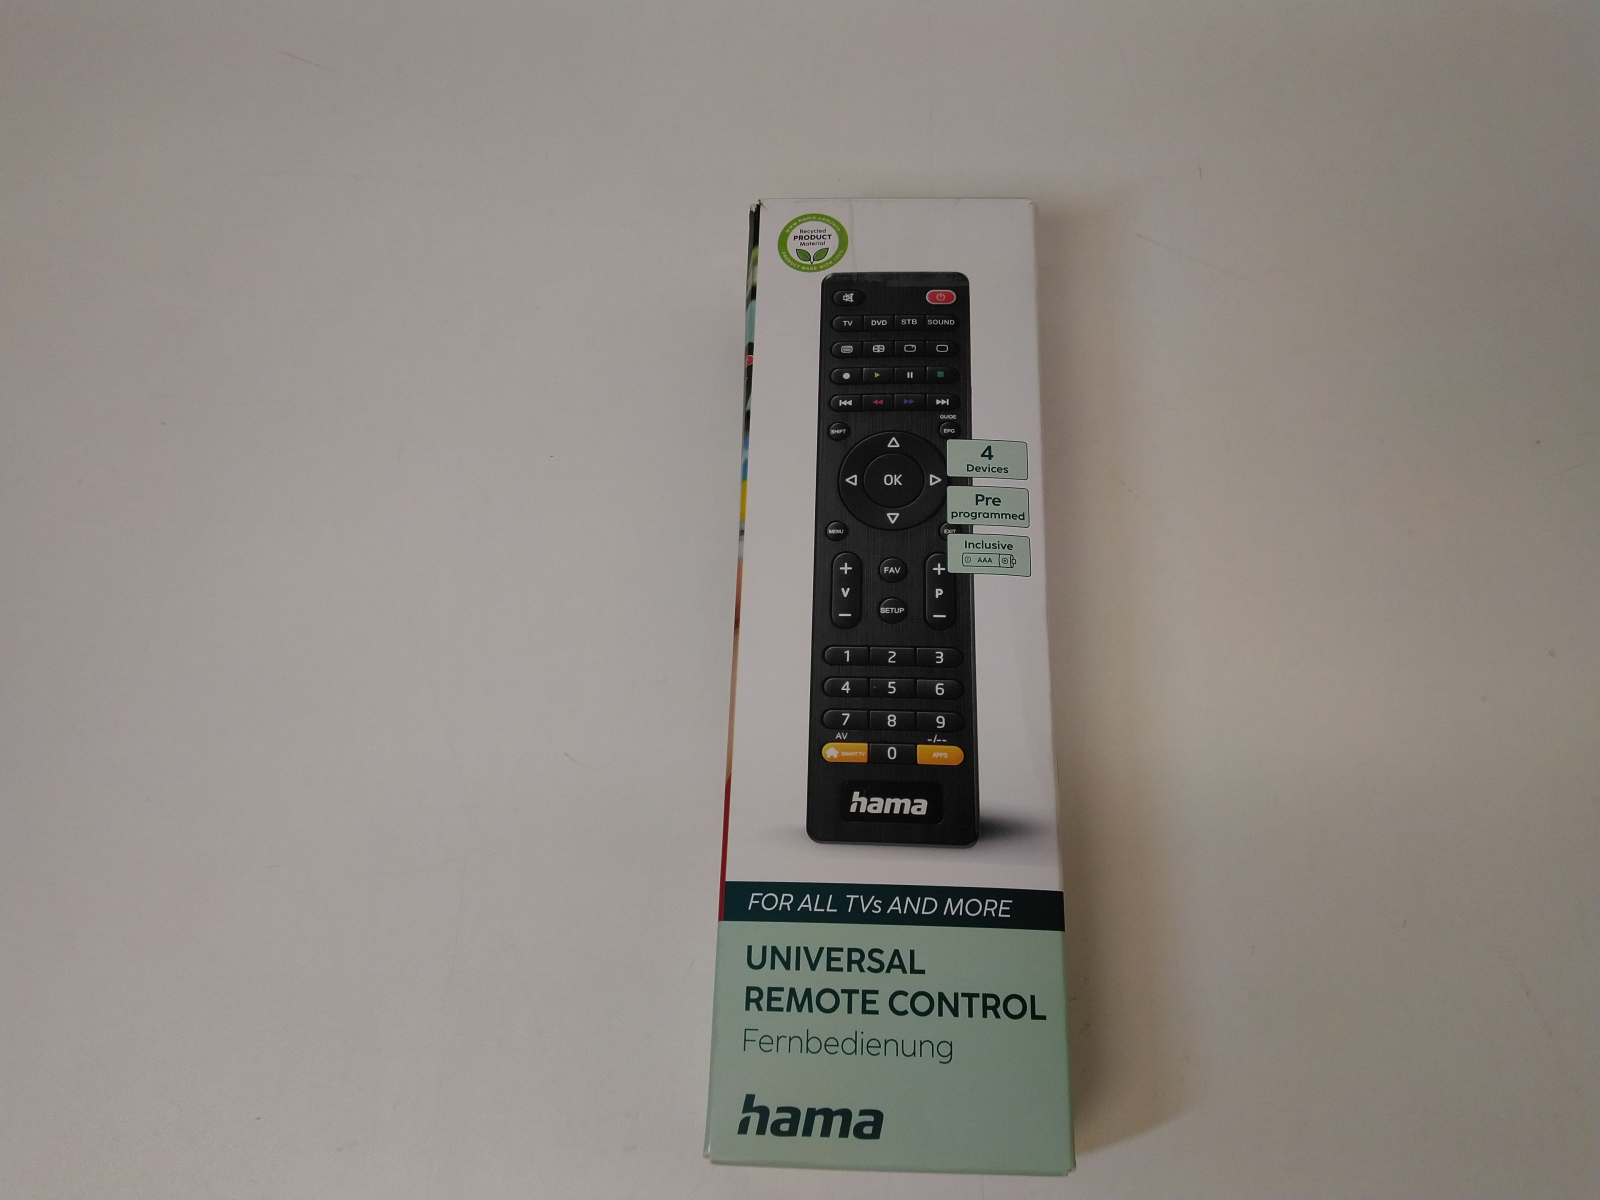 Recycled
PRODUCT
Material
TV DVD STB SOUND
GUIDE
SHIFT EPG
OK
4
Devices
Pre
programmed
MENU EXIT
Inclusive
AAA
+ FAV +
V P
− SETUP −
1 2 3
4 5 6
7 8 9
AV -/--
SMART TV 0 APPS
hama
FOR ALL TVs AND MORE
UNIVERSAL
REMOTE CONTROL
Fernbedienung
hama